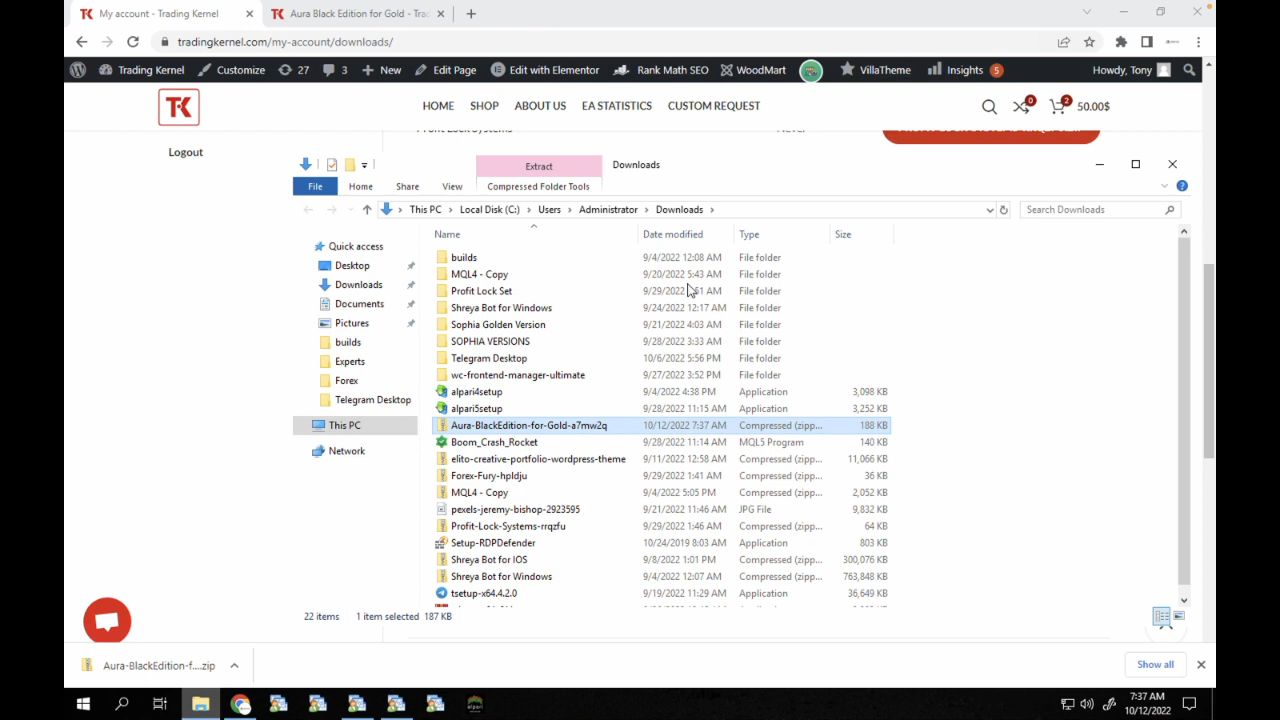 My account - Trading Kernel
Aura Black Edition for Gold - Trac
tradingkernel.com/my-account/downloads/
Trading Kernel Customize 27 3 New Edit Page Edit with Elementor Rank Math SEO WoodMart VillaTheme Insights 5 Howdy, Tony
TK HOME SHOP ABOUT US EA STATISTICS CUSTOM REQUEST 0 2 50.00$
Profit Lock Systems Never
Logout
Extract Downloads
File Home Share View Compressed Folder Tools
This PC > Local Disk (C:) > Users > Administrator > Downloads >
Search Downloads
Name Date modified Type Size
Quick access
Desktop
Downloads
Documents
Pictures
builds
Experts
Forex
Telegram Desktop
This PC
Network
builds 9/4/2022 12:08 AM File folder
MQL4 - Copy 9/20/2022 5:43 AM File folder
Profit Lock Set 9/29/2022 File folder
Shreya Bot for Windows 9/24/2022 12:17 AM File folder
Sophia Golden Version 9/21/2022 4:03 AM File folder
SOPHIA VERSIONS 9/28/2022 3:33 AM File folder
Telegram Desktop 10/6/2022 5:56 PM File folder
wc-frontend-manager-ultimate 9/27/2022 3:52 PM File folder
alpari4setup 9/4/2022 4:38 PM Application 3,098 KB
alpari5setup 9/28/2022 11:15 AM Application 3,252 KB
Aura-BlackEdition-for-Gold-a7mw2q 10/12/2022 7:37 AM Compressed (zipp... 188 KB
Boom_Crash_Rocket 9/28/2022 11:14 AM MQL5 Program 140 KB
elito-creative-portfolio-wordpress-theme 9/11/2022 12:58 AM Compressed (zipp... 11,066 KB
Forex-Fury-hpldju 9/29/2022 1:41 AM Compressed (zipp... 36 KB
MQL4 - Copy 9/4/2022 5:05 PM Compressed (zipp... 2,052 KB
pexels-jeremy-bishop-2923595 9/21/2022 11:46 AM JPG File 9,832 KB
Profit-Lock-Systems-rrqzfu 9/29/2022 1:46 AM Compressed (zipp... 64 KB
Setup-RDPDefender 10/24/2019 8:03 AM Application 803 KB
Shreya Bot for IOS 9/8/2022 1:01 PM Compressed (zipp... 300,076 KB
Shreya Bot for Windows 9/4/2022 12:07 AM Compressed (zipp... 763,848 KB
tsetup-x64.4.2.0 9/19/2022 11:29 AM Application 36,649 KB
22 items 1 item selected 187 KB
Aura-BlackEdition-f....zip
Show all
alpari
7:37 AM
10/12/2022